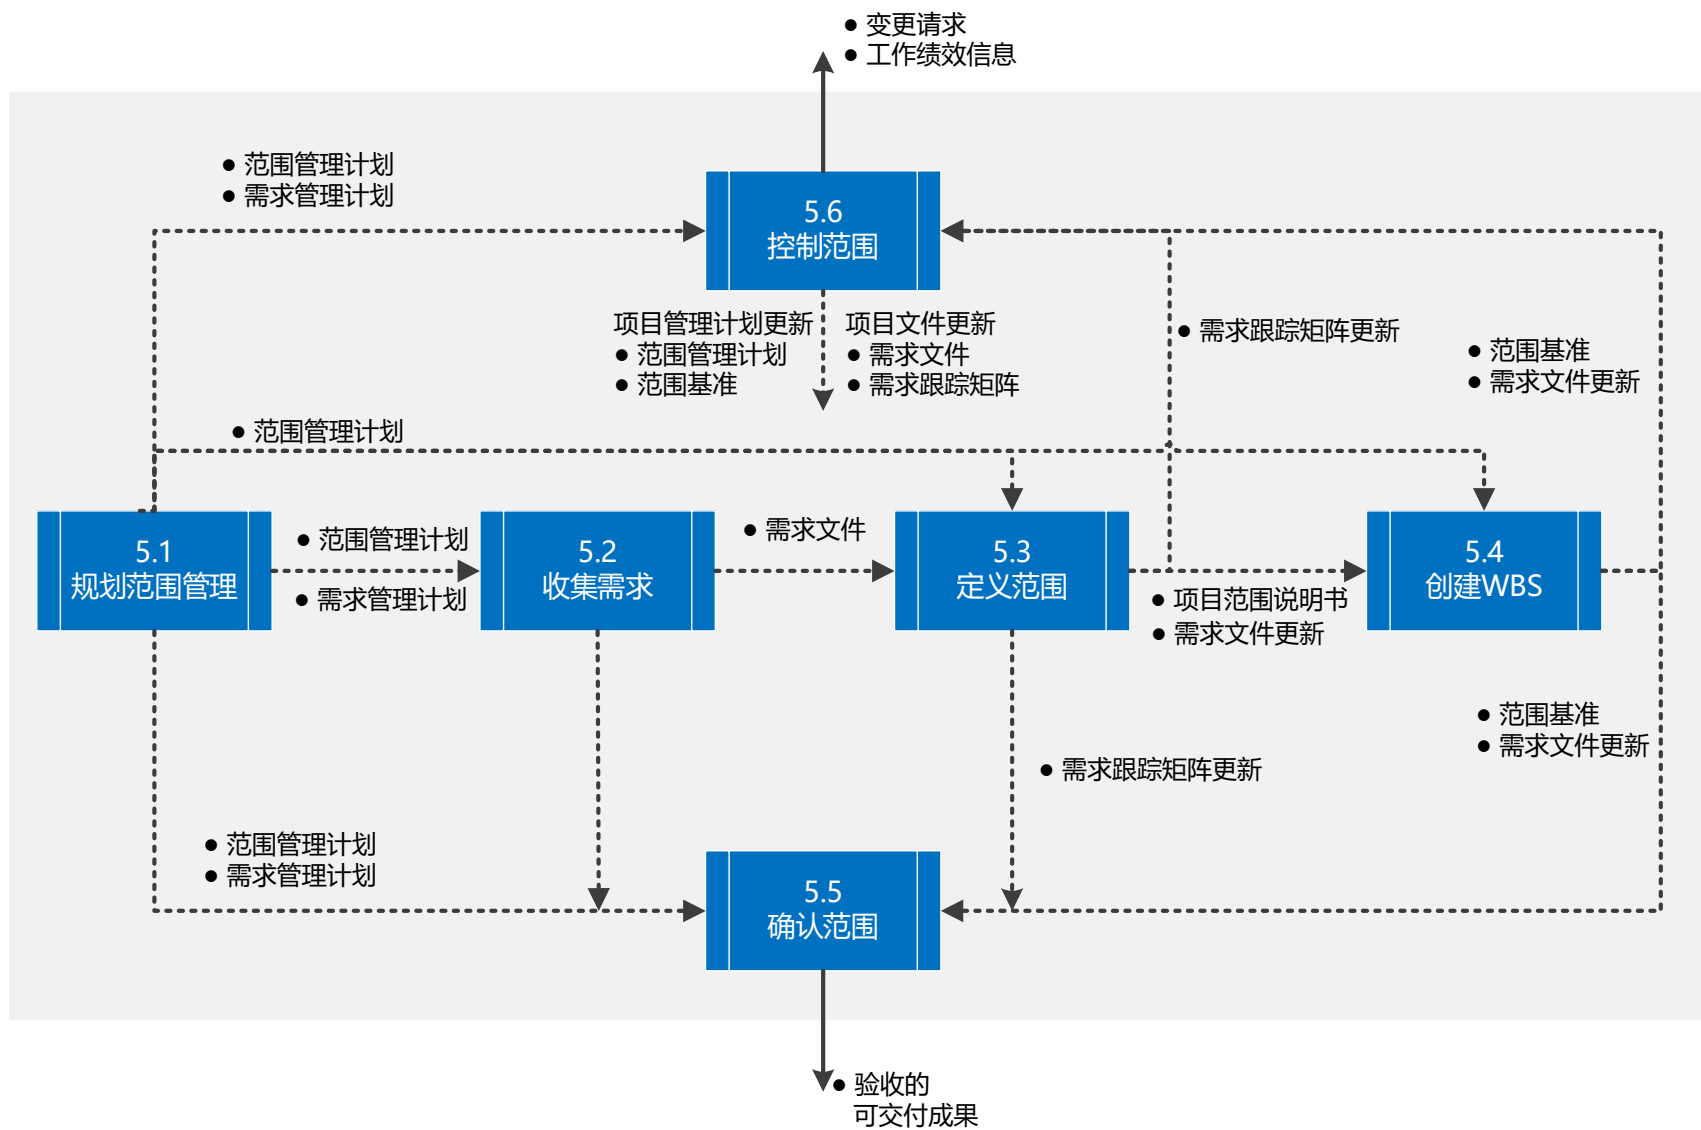 ● 变更请求
● 工作绩效信息
● 范围管理计划
● 需求管理计划
5.6
控制范围
项目管理计划更新
● 范围管理计划
● 范围基准
项目文件更新
● 需求文件
● 需求跟踪矩阵
● 需求跟踪矩阵更新
● 范围基准
● 需求文件更新
● 范围管理计划
5.1
规划范围管理
● 范围管理计划
● 需求管理计划
5.2
收集需求
● 需求文件
5.3
定义范围
● 项目范围说明书
● 需求文件更新
5.4
创建WBS
● 范围基准
● 需求文件更新
● 需求跟踪矩阵更新
● 范围管理计划
● 需求管理计划
5.5
确认范围
● 验收的
可交付成果